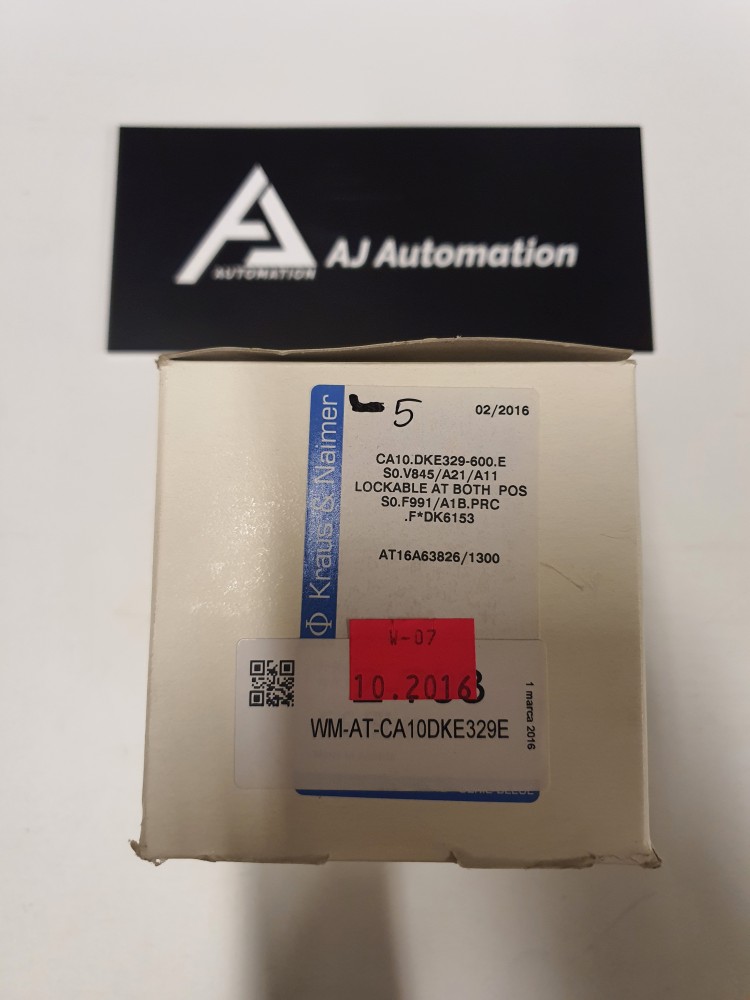 AUTOMATION
AJ Automation
Kraus & Naimer
5
02/2016
CA10.DKE329-600.E
S0.V845/A21/A11
LOCKABLE AT BOTH POS
S0.F991/A1B.PRC
.F*DK6153
AT16A63826/1300
W-07
10.2016
WM-AT-CA10DKE329E
1 marca 2016